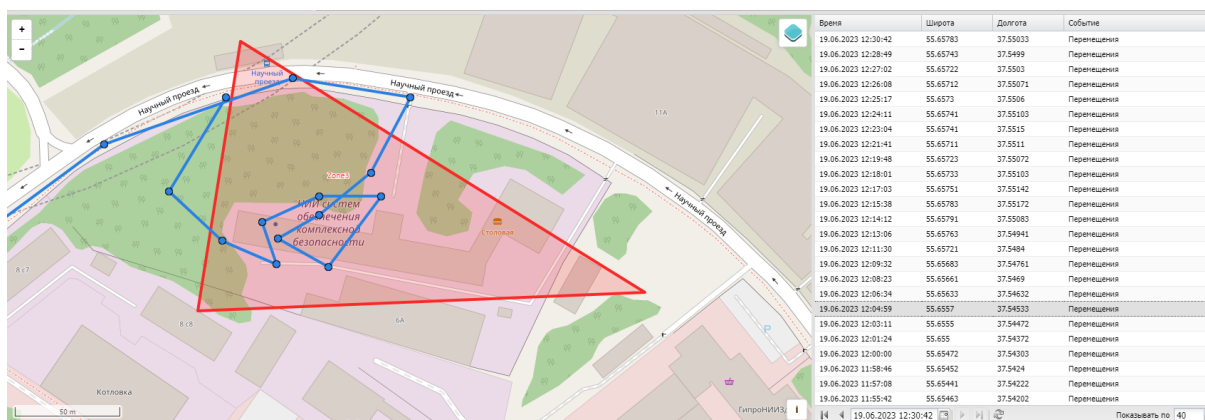 +
-
Научный
проезд
Научный проезд
Научный проезд
Научный проезд
11А
Zone3
НИИ систем
обеспечения
комплексной
безопасности
Столовая
8 с7
8 с8
6А
P
Котловка
ГипроНИИЗ
50 m
i
Время Широта Долгота Событие
19.06.2023 12:30:42 55.65783 37.55033 Перемещения
19.06.2023 12:28:49 55.65743 37.5499 Перемещения
19.06.2023 12:27:02 55.65722 37.5503 Перемещения
19.06.2023 12:26:08 55.65712 37.55071 Перемещения
19.06.2023 12:25:17 55.6573 37.5506 Перемещения
19.06.2023 12:24:11 55.65741 37.55103 Перемещения
19.06.2023 12:23:04 55.65741 37.5515 Перемещения
19.06.2023 12:21:41 55.65711 37.5511 Перемещения
19.06.2023 12:19:48 55.65723 37.55072 Перемещения
19.06.2023 12:18:01 55.65733 37.55103 Перемещения
19.06.2023 12:17:03 55.65751 37.55142 Перемещения
19.06.2023 12:15:38 55.65783 37.55172 Перемещения
19.06.2023 12:14:12 55.65791 37.55083 Перемещения
19.06.2023 12:13:06 55.65763 37.54941 Перемещения
19.06.2023 12:11:30 55.65721 37.5484 Перемещения
19.06.2023 12:09:32 55.65683 37.54761 Перемещения
19.06.2023 12:08:23 55.65661 37.5469 Перемещения
19.06.2023 12:06:34 55.65633 37.54632 Перемещения
19.06.2023 12:04:59 55.6557 37.54533 Перемещения
19.06.2023 12:03:11 55.6555 37.54472 Перемещения
19.06.2023 12:01:24 55.655 37.54372 Перемещения
19.06.2023 12:00:00 55.65472 37.54303 Перемещения
19.06.2023 11:58:46 55.65452 37.5424 Перемещения
19.06.2023 11:57:08 55.65441 37.54222 Перемещения
19.06.2023 11:55:42 55.65463 37.54202 Перемещения
19.06.2023 12:30:42 Показывать по 40